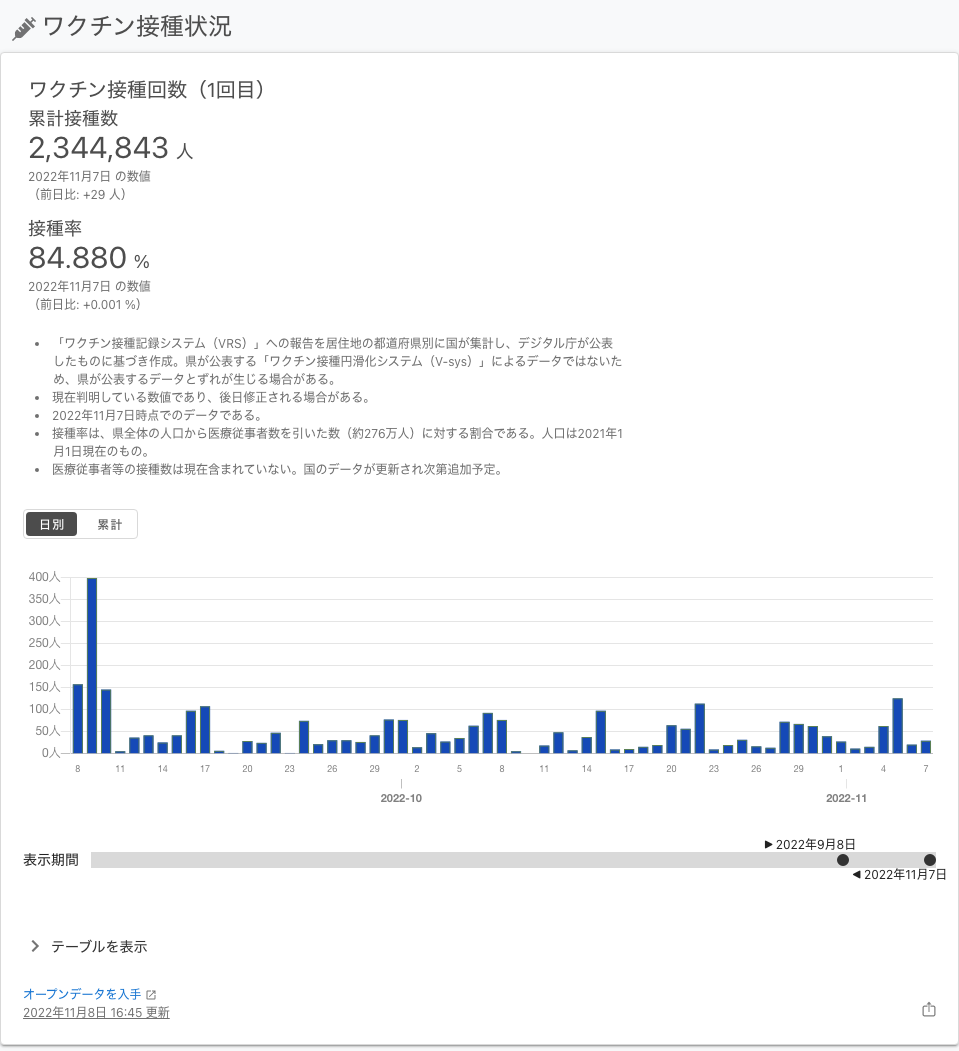 ワクチン接種状況
ワクチン接種回数（1回目）
累計接種数
2,344,843 人
2022年11月7日 の数値
（前日比: +29 人）
接種率
84.880 %
2022年11月7日 の数値
（前日比: +0.001 %）
• 「ワクチン接種記録システム（VRS）」への報告を居住地の都道府県別に国が集計し、デジタル庁が公表
したものに基づき作成。県が公表する「ワクチン接種円滑化システム（V-sys）」によるデータではないた
め、県が公表するデータとずれが生じる場合がある。
• 現在判明している数値であり、後日修正される場合がある。
• 2022年11月7日時点でのデータである。
• 接種率は、県全体の人口から医療従事者数を引いた数（約276万人）に対する割合である。人口は2021年1
月1日現在のもの。
• 医療従事者等の接種数は現在含まれていない。国のデータが更新され次第追加予定。
日別 累計
400人
350人
300人
250人
200人
150人
100人
50人
0人
8 11 14 17 20 23 26 29 2 5 8 11 14 17 20 23 26 29 1 4 7
2022-10 2022-11
▶ 2022年9月8日
表示期間
◀ 2022年11月7日
テーブルを表示
オープンデータを入手
2022年11月8日 16:45 更新